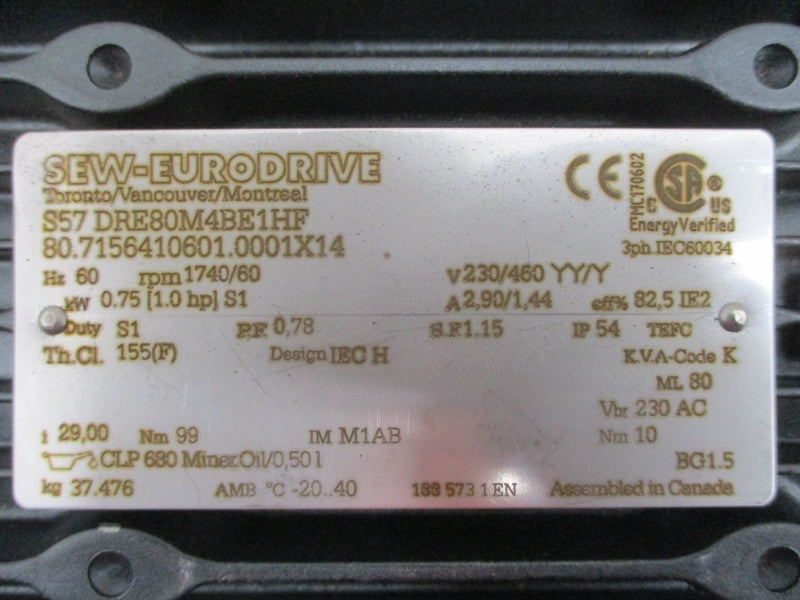 SEW-EURODRIVE
Toronto/Vancouver/Montreal
S57 DRE80M4BE1HF
80.7156410601.0001X14
CE MC170602 C SA ® US
Energy Verified
3ph.IEC60034
Hz 60 rpm 1740/60 V 230/460 YY/Y
kW 0.75 [1.0 hp] S1 A 2,90/1,44 eff% 82,5 IE2
Duty S1 P.F. 0,78 S.F 1.15 IP 54 TEFC
Th.Cl. 155(F) Design IEC H K.V.A-Code K
ML 80
Vbr 230 AC
i 29,00 Nm 99 IM M1AB Nm 10
CLP 680 Miner.Oil/0,50 l BG1.5
kg 37.476 AMB °C -20..40 188 573 1 EN Assembled in Canada